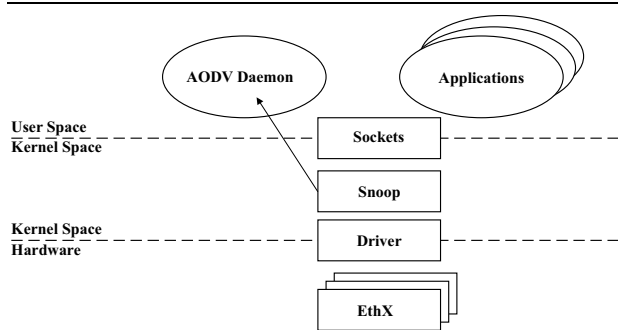 AODV Daemon
Applications
User Space
Kernel Space
Sockets
Snoop
Kernel Space
Hardware
Driver
EthX